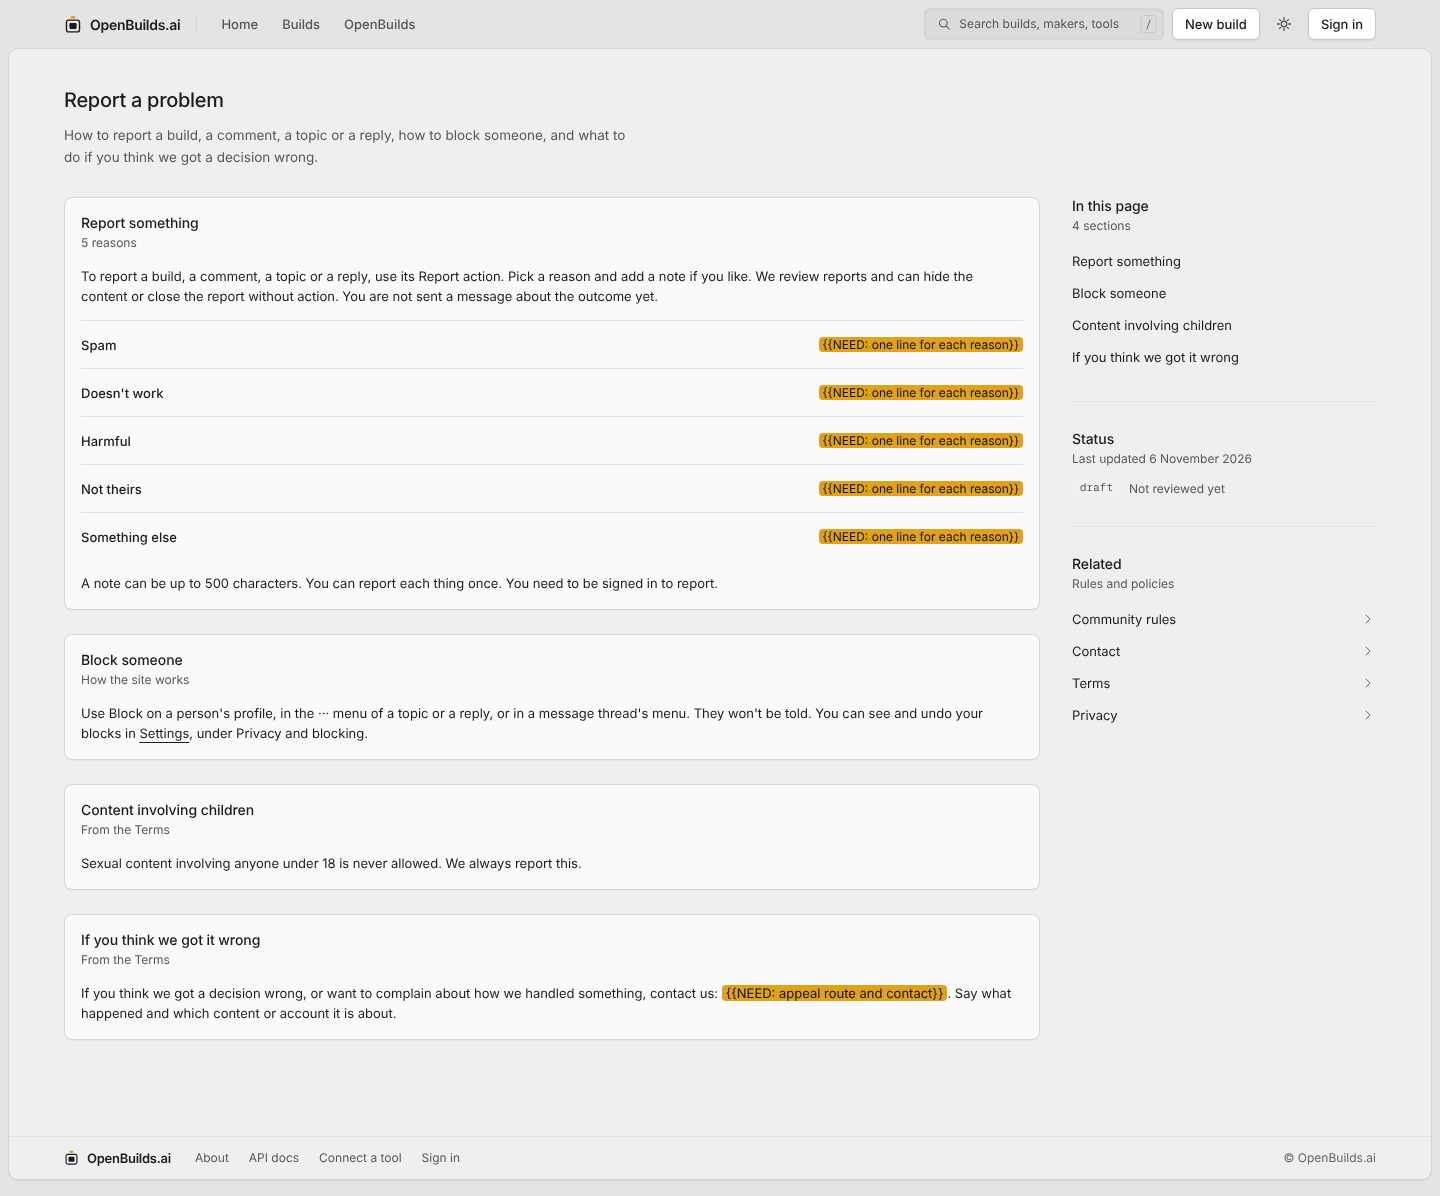 OpenBuilds.ai
Home
Builds
OpenBuilds
Search builds, makers, tools
/
New build
Sign in
Report a problem
How to report a build, a comment, a topic or a reply, how to block someone, and what to
do if you think we got a decision wrong.
Report something
5 reasons
To report a build, a comment, a topic or a reply, use its Report action. Pick a reason and add a note if you like. We review reports and can hide the
content or close the report without action. You are not sent a message about the outcome yet.
Spam
{{NEED: one line for each reason}}
Doesn't work
{{NEED: one line for each reason}}
Harmful
{{NEED: one line for each reason}}
Not theirs
{{NEED: one line for each reason}}
Something else
{{NEED: one line for each reason}}
A note can be up to 500 characters. You can report each thing once. You need to be signed in to report.
Block someone
How the site works
Use Block on a person's profile, in the ··· menu of a topic or a reply, or in a message thread's menu. They won't be told. You can see and undo your
blocks in Settings, under Privacy and blocking.
Content involving children
From the Terms
Sexual content involving anyone under 18 is never allowed. We always report this.
If you think we got it wrong
From the Terms
If you think we got a decision wrong, or want to complain about how we handled something, contact us: {{NEED: appeal route and contact}}. Say what
happened and which content or account it is about.
In this page
4 sections
Report something
Block someone
Content involving children
If you think we got it wrong
Status
Last updated 6 November 2026
draft
Not reviewed yet
Related
Rules and policies
Community rules
Contact
Terms
Privacy
OpenBuilds.ai
About
API docs
Connect a tool
Sign in
© OpenBuilds.ai